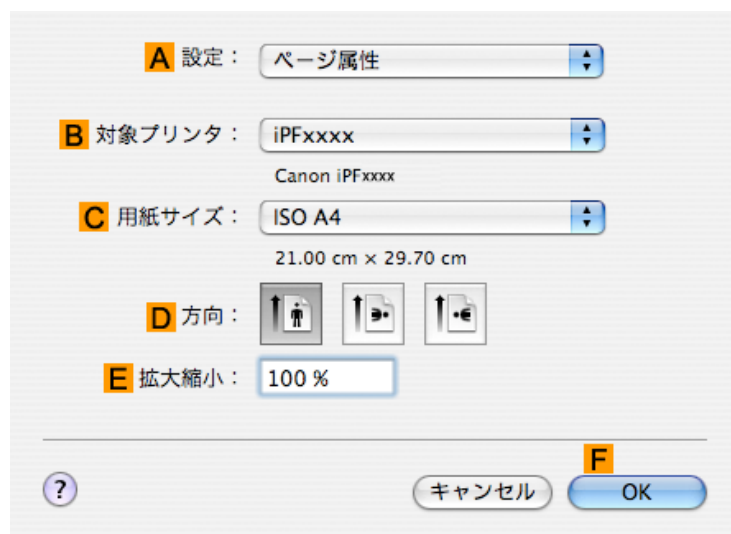 A 設定： ページ属性
B 対象プリンタ： iPFxxxx
Canon iPFxxxx
C 用紙サイズ： ISO A4
21.00 cm × 29.70 cm
D 方向：
E 拡大縮小： 100 %
F
? キャンセル OK